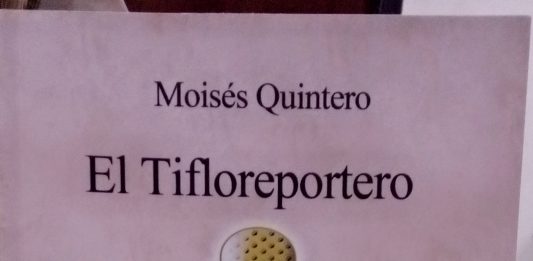 Moisés Quintero
El Tifloreportero